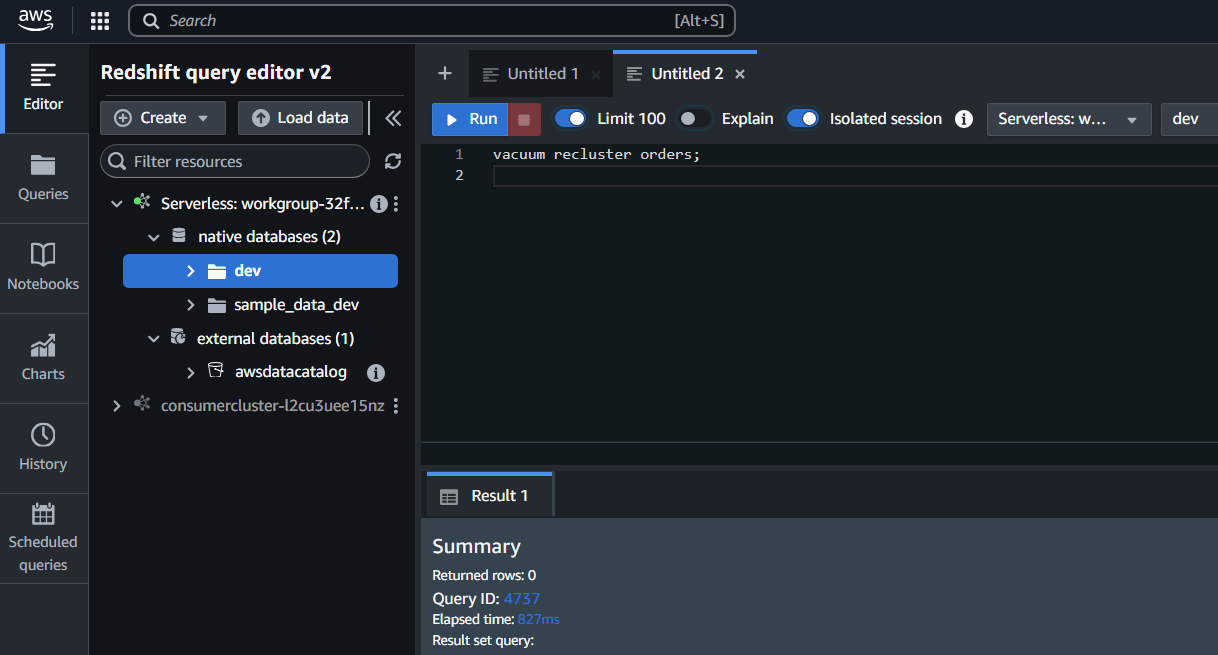 aws
Search
[Alt+S]
Editor
Queries
Notebooks
Charts
History
Scheduled
queries
Redshift query editor v2
Create
Load data
Filter resources
Serverless: workgroup-32f...
native databases (2)
dev
sample_data_dev
external databases (1)
awsdatacatalog
consumercluster-l2cu3uee15nz
Untitled 1
Untitled 2
Run
Limit 100
Explain
Isolated session
Serverless: w...
dev
1 vacuum recluster orders;
2
Result 1
Summary
Returned rows: 0
Query ID: 4737
Elapsed time: 827ms
Result set query: